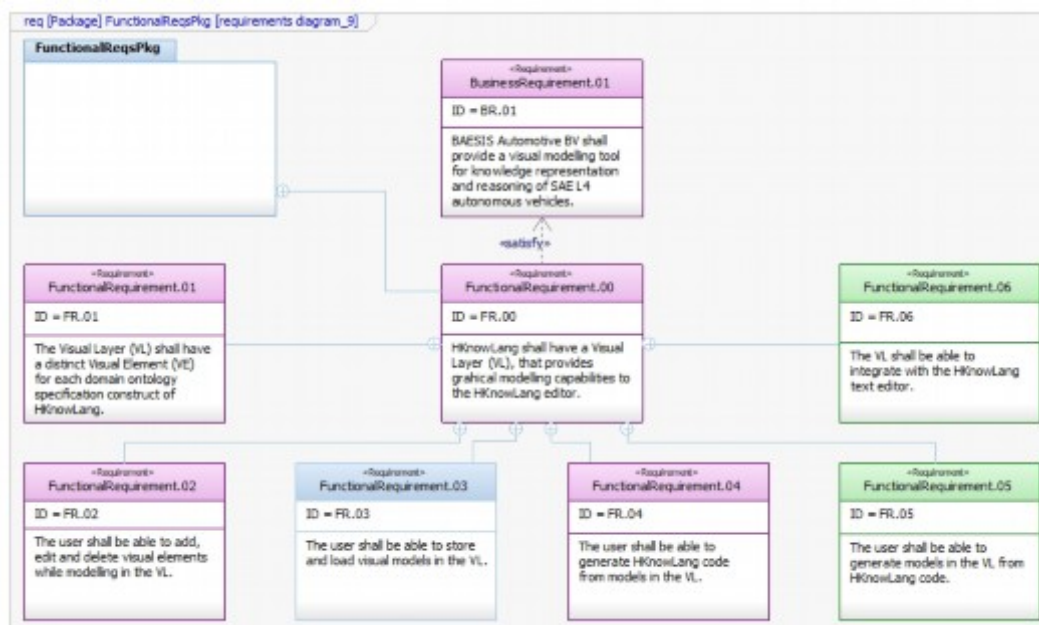 req [Package] FunctionalReqsPkg [requirements diagram_9]
FunctionalReqsPkg
«Requirement»
BusinessRequirement.01
ID = BR.01
BAESIS Automotive BV shall
provide a visual modelling tool
for knowledge representation
and reasoning of SAE L4
autonomous vehicles.
«satisfy»
«Requirement»
FunctionalRequirement.01
ID = FR.01
The Visual Layer (VL) shall have
a distinct Visual Element (VE)
for each domain ontology
specification construct of
HKnowLang.
«Requirement»
FunctionalRequirement.00
ID = FR.00
HKnowLang shall have a Visual
Layer (VL), that provides
grahical modelling capabilities to
the HKnowLang editor.
«Requirement»
FunctionalRequirement.06
ID = FR.06
The VL shall be able to
integrate with the HKnowLang
text editor.
«Requirement»
FunctionalRequirement.02
ID = FR.02
The user shall be able to add,
edit and delete visual elements
while modelling in the VL.
«Requirement»
FunctionalRequirement.03
ID = FR.03
The user shall be able to store
and load visual models in the VL.
«Requirement»
FunctionalRequirement.04
ID = FR.04
The user shall be able to
generate HKnowLang code
from models in the VL.
«Requirement»
FunctionalRequirement.05
ID = FR.05
The user shall be able to
generate models in the VL from
HKnowLang code.